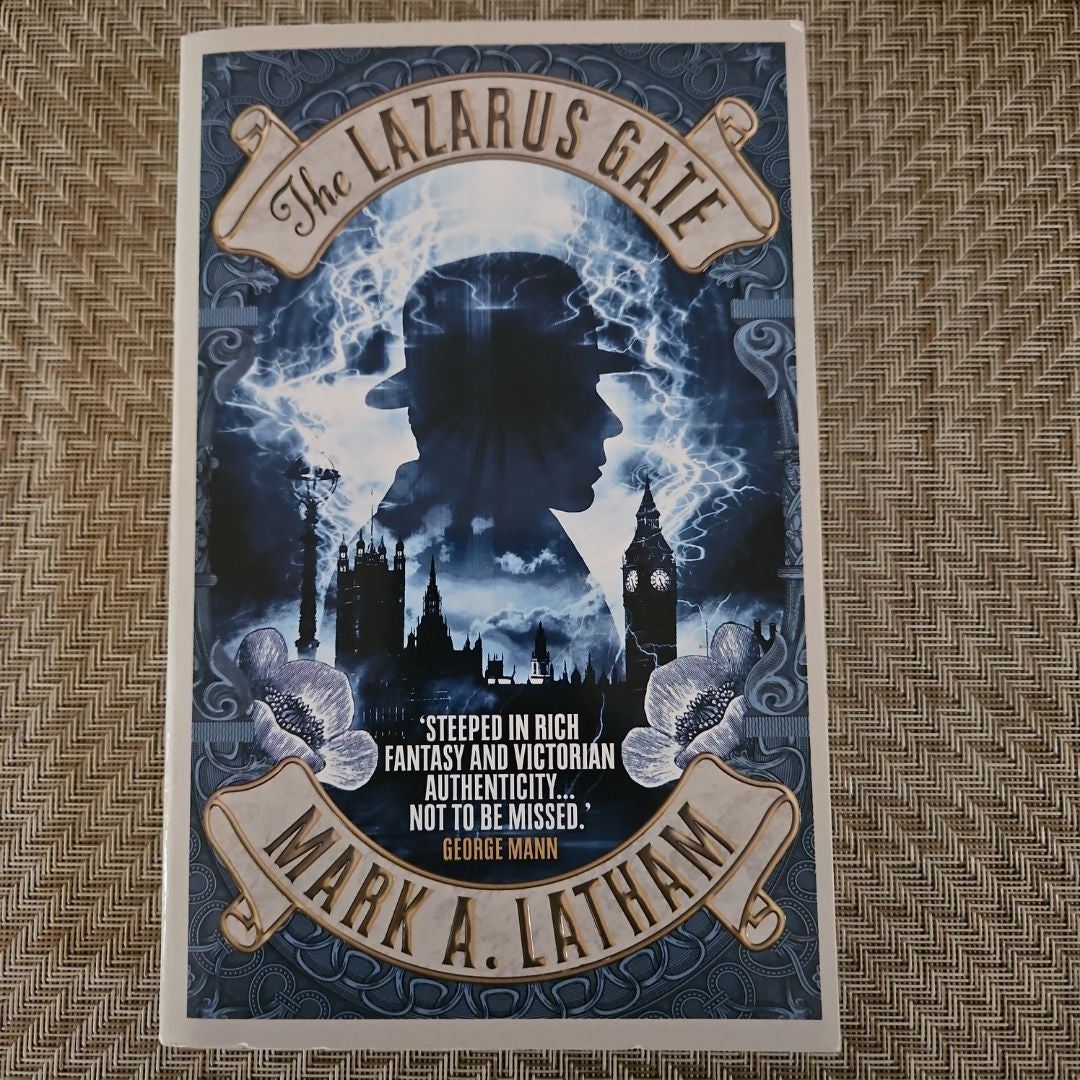 The LAZARUS GATE
'STEEPED IN RICH
FANTASY AND VICTORIAN
AUTHENTICITY...
NOT TO BE MISSED.'
GEORGE MANN
MARK A. LATHAM